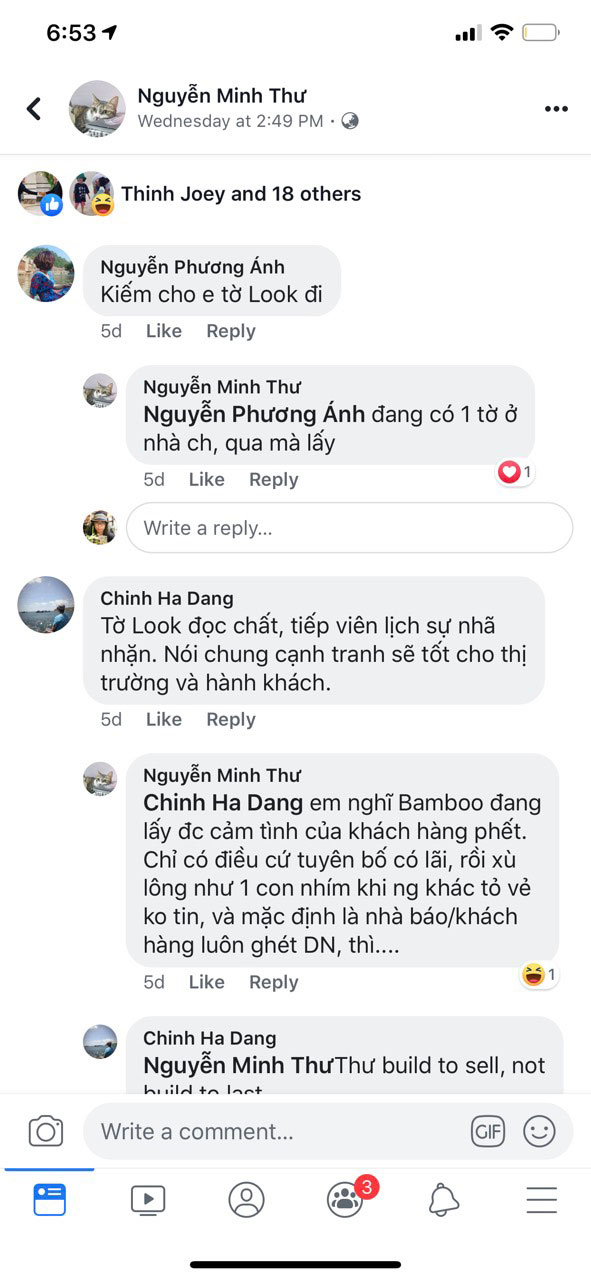 6:53
Nguyễn Minh Thư
Wednesday at 2:49 PM ·
Thinh Joey and 18 others
Nguyễn Phương Ánh
Kiếm cho e tờ Look đi
5d Like Reply
Nguyễn Minh Thư
Nguyễn Phương Ánh đang có 1 tờ ở
nhà ch, qua mà lấy
5d Like Reply
1
Write a reply...
Chinh Ha Dang
Tờ Look đọc chất, tiếp viên lịch sự nhã
nhặn. Nói chung cạnh tranh sẽ tốt cho thị
trường và hành khách.
5d Like Reply
Nguyễn Minh Thư
Chinh Ha Dang em nghĩ Bamboo đang
lấy đc cảm tình của khách hàng phết.
Chỉ có điều cứ tuyên bố có lãi, rồi xù
lông như 1 con nhím khi ng khác tỏ vẻ
ko tin, và mặc định là nhà báo/khách
hàng luôn ghét DN, thì....
5d Like Reply
1
Chinh Ha Dang
Nguyễn Minh ThưThư build to sell, not
build to last
Write a comment...
GIF
3